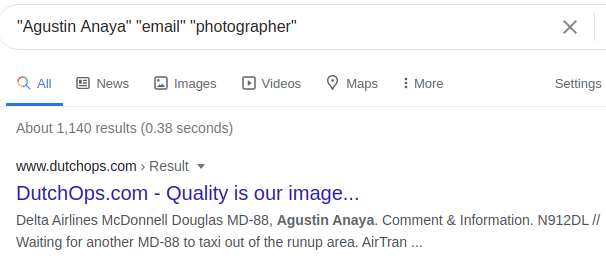 "Agustin Anaya" "email" "photographer"
All News Images Videos Maps More Settings
About 1,140 results (0.38 seconds)
www.dutchops.com › Result
DutchOps.com - Quality is our image...
Delta Airlines McDonnell Douglas MD-88, Agustin Anaya. Comment & Information. N912DL //
Waiting for another MD-88 to taxi out of the runup area. AirTran ...